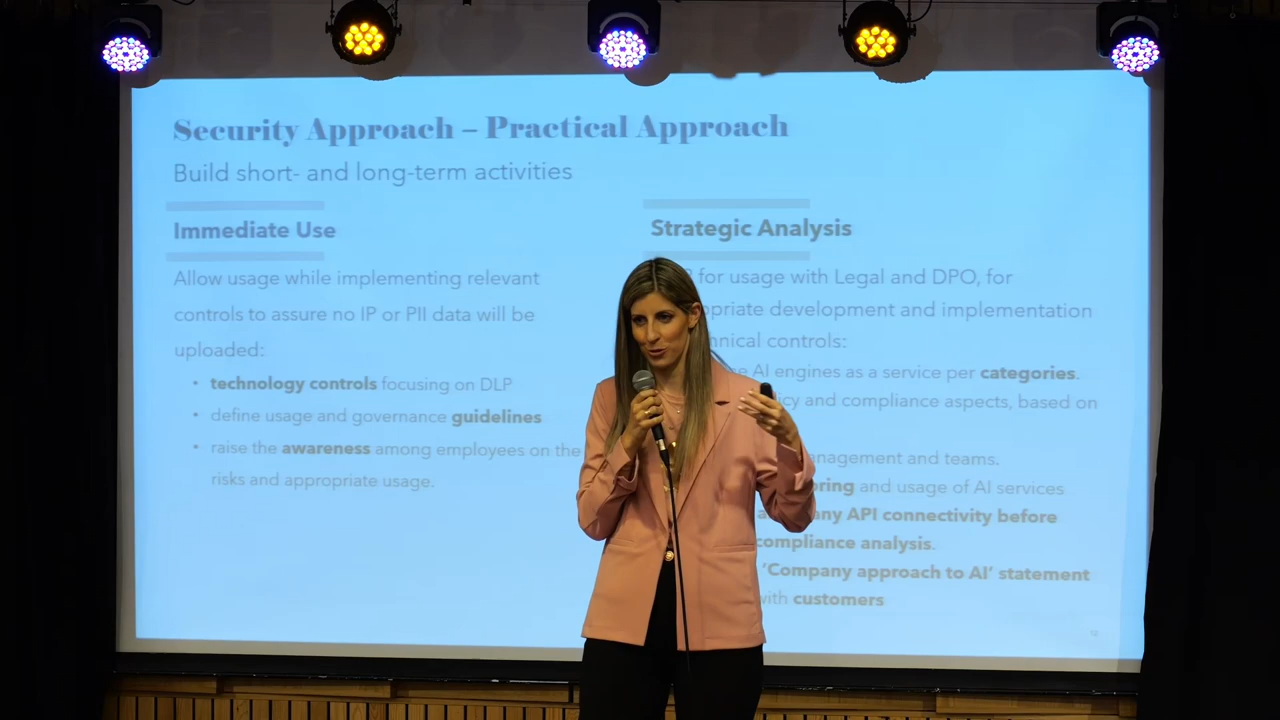 Security Approach – Practical Approach
Build short- and long-term activities
Immediate Use
Allow usage while implementing relevant
controls to assure no IP or PII data will be
uploaded:
• technology controls focusing on DLP
• define usage and governance guidelines
• raise the awareness among employees on the
risks and appropriate usage.
Strategic Analysis
for usage with Legal and DPO, for
development and implementation
controls:
AI engines as a service per categories.
and compliance aspects, based on
and teams.
and usage of AI services
API connectivity before
compliance analysis.
'Company approach to AI' statement
with customers